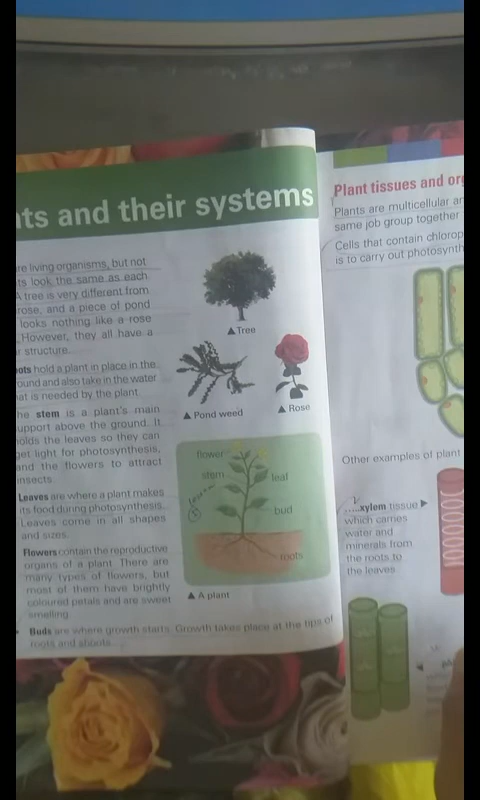 nts and their systems
re living organisms, but not
ts look the same as each
A tree is very different from
rose, and a piece of pond
looks nothing like a rose
However, they all have a
r structure.
ots hold a plant in place in the
ound and also take in the water
hat is needed by the plant.
he stem is a plant's main
upport above the ground. It
olds the leaves so they can
get light for photosynthesis,
and the flowers to attract
insects.
Leaves are where a plant makes
its food during photosynthesis.
Leaves come in all shapes
and sizes.
Flowers contain the reproductive
organs of a plant. There are
many types of flowers, but
most of them have brightly
coloured petals and are sweet
smelling.
Buds are where growth starts. Growth takes place at the tips of
roots and shoots.
▲ Tree
▲ Pond weed
▲ Rose
flower
stem
leaf
bud
roots
▲ A plant
Plant tissues and org
Plants are multicellular ar
same job group together
Cells that contain chlorop
is to carry out photosynth
Other examples of plant
.....xylem tissue ▶
which carries
water and
minerals from
the roots to
the leaves